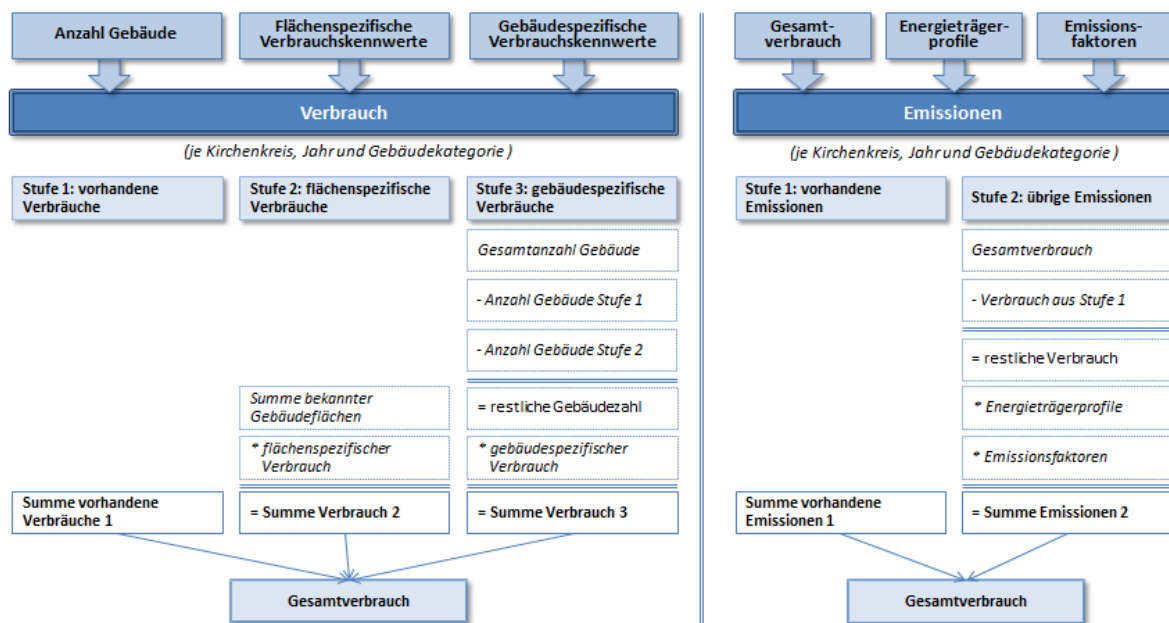 Anzahl Gebäude
Flächenspezifische
Verbrauchskennwerte
Gebäudespezifische
Verbrauchskennwerte
Verbrauch
(je Kirchenkreis, Jahr und Gebäudekategorie )
Stufe 1: vorhandene
Verbräuche
Stufe 2: flächenspezifische
Verbräuche
Stufe 3: gebäudespezifische
Verbräuche
Gesamtanzahl Gebäude
- Anzahl Gebäude Stufe 1
- Anzahl Gebäude Stufe 2
Summe bekannter
Gebäudeflächen
= restliche Gebäudezahl
* flächenspezifischer
Verbrauch
* gebäudespezifischer
Verbrauch
Summe vorhandene
Verbräuche 1
= Summe Verbrauch 2
= Summe Verbrauch 3
Gesamtverbrauch
Gesamt-
verbrauch
Energieträger-
profile
Emissions-
faktoren
Emissionen
(je Kirchenkreis, Jahr und Gebäudekategorie )
Stufe 1: vorhandene
Emissionen
Stufe 2: übrige Emissionen
Gesamtverbrauch
- Verbrauch aus Stufe 1
= restliche Verbrauch
* Energieträgerprofile
* Emissionsfaktoren
Summe vorhandene
Emissionen 1
= Summe Emissionen 2
Gesamtverbrauch